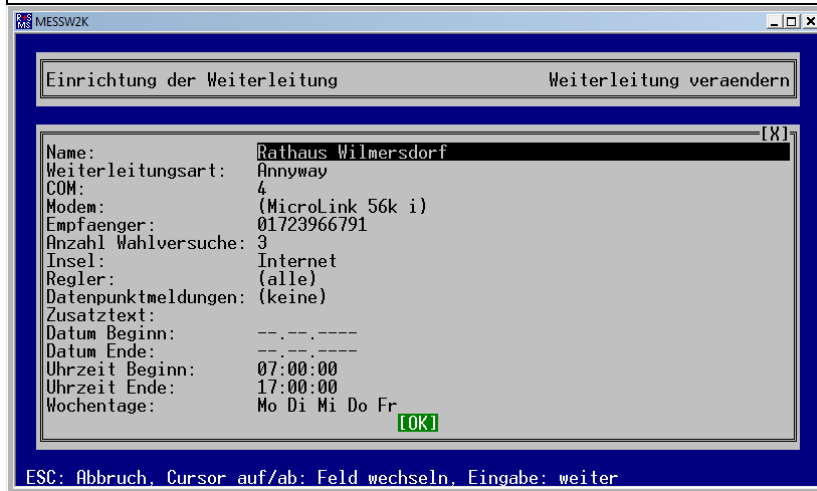 R&S MS MESSW2K
Einrichtung der Weiterleitung Weiterleitung veraendern
[X]
Name: Rathaus Wilmersdorf
Weiterleitungsart: Annyway
COM: 4
Modem: (MicroLink 56k i)
Empfaenger: 01723966791
Anzahl Wahlversuche: 3
Insel: Internet
Regler: (alle)
Datenpunktmeldungen: (keine)
Zusatztext:
Datum Beginn: --.--.----
Datum Ende: --.--.----
Uhrzeit Beginn: 07:00:00
Uhrzeit Ende: 17:00:00
Wochentage: Mo Di Mi Do Fr
[OK]
ESC: Abbruch, Cursor auf/ab: Feld wechseln, Eingabe: weiter